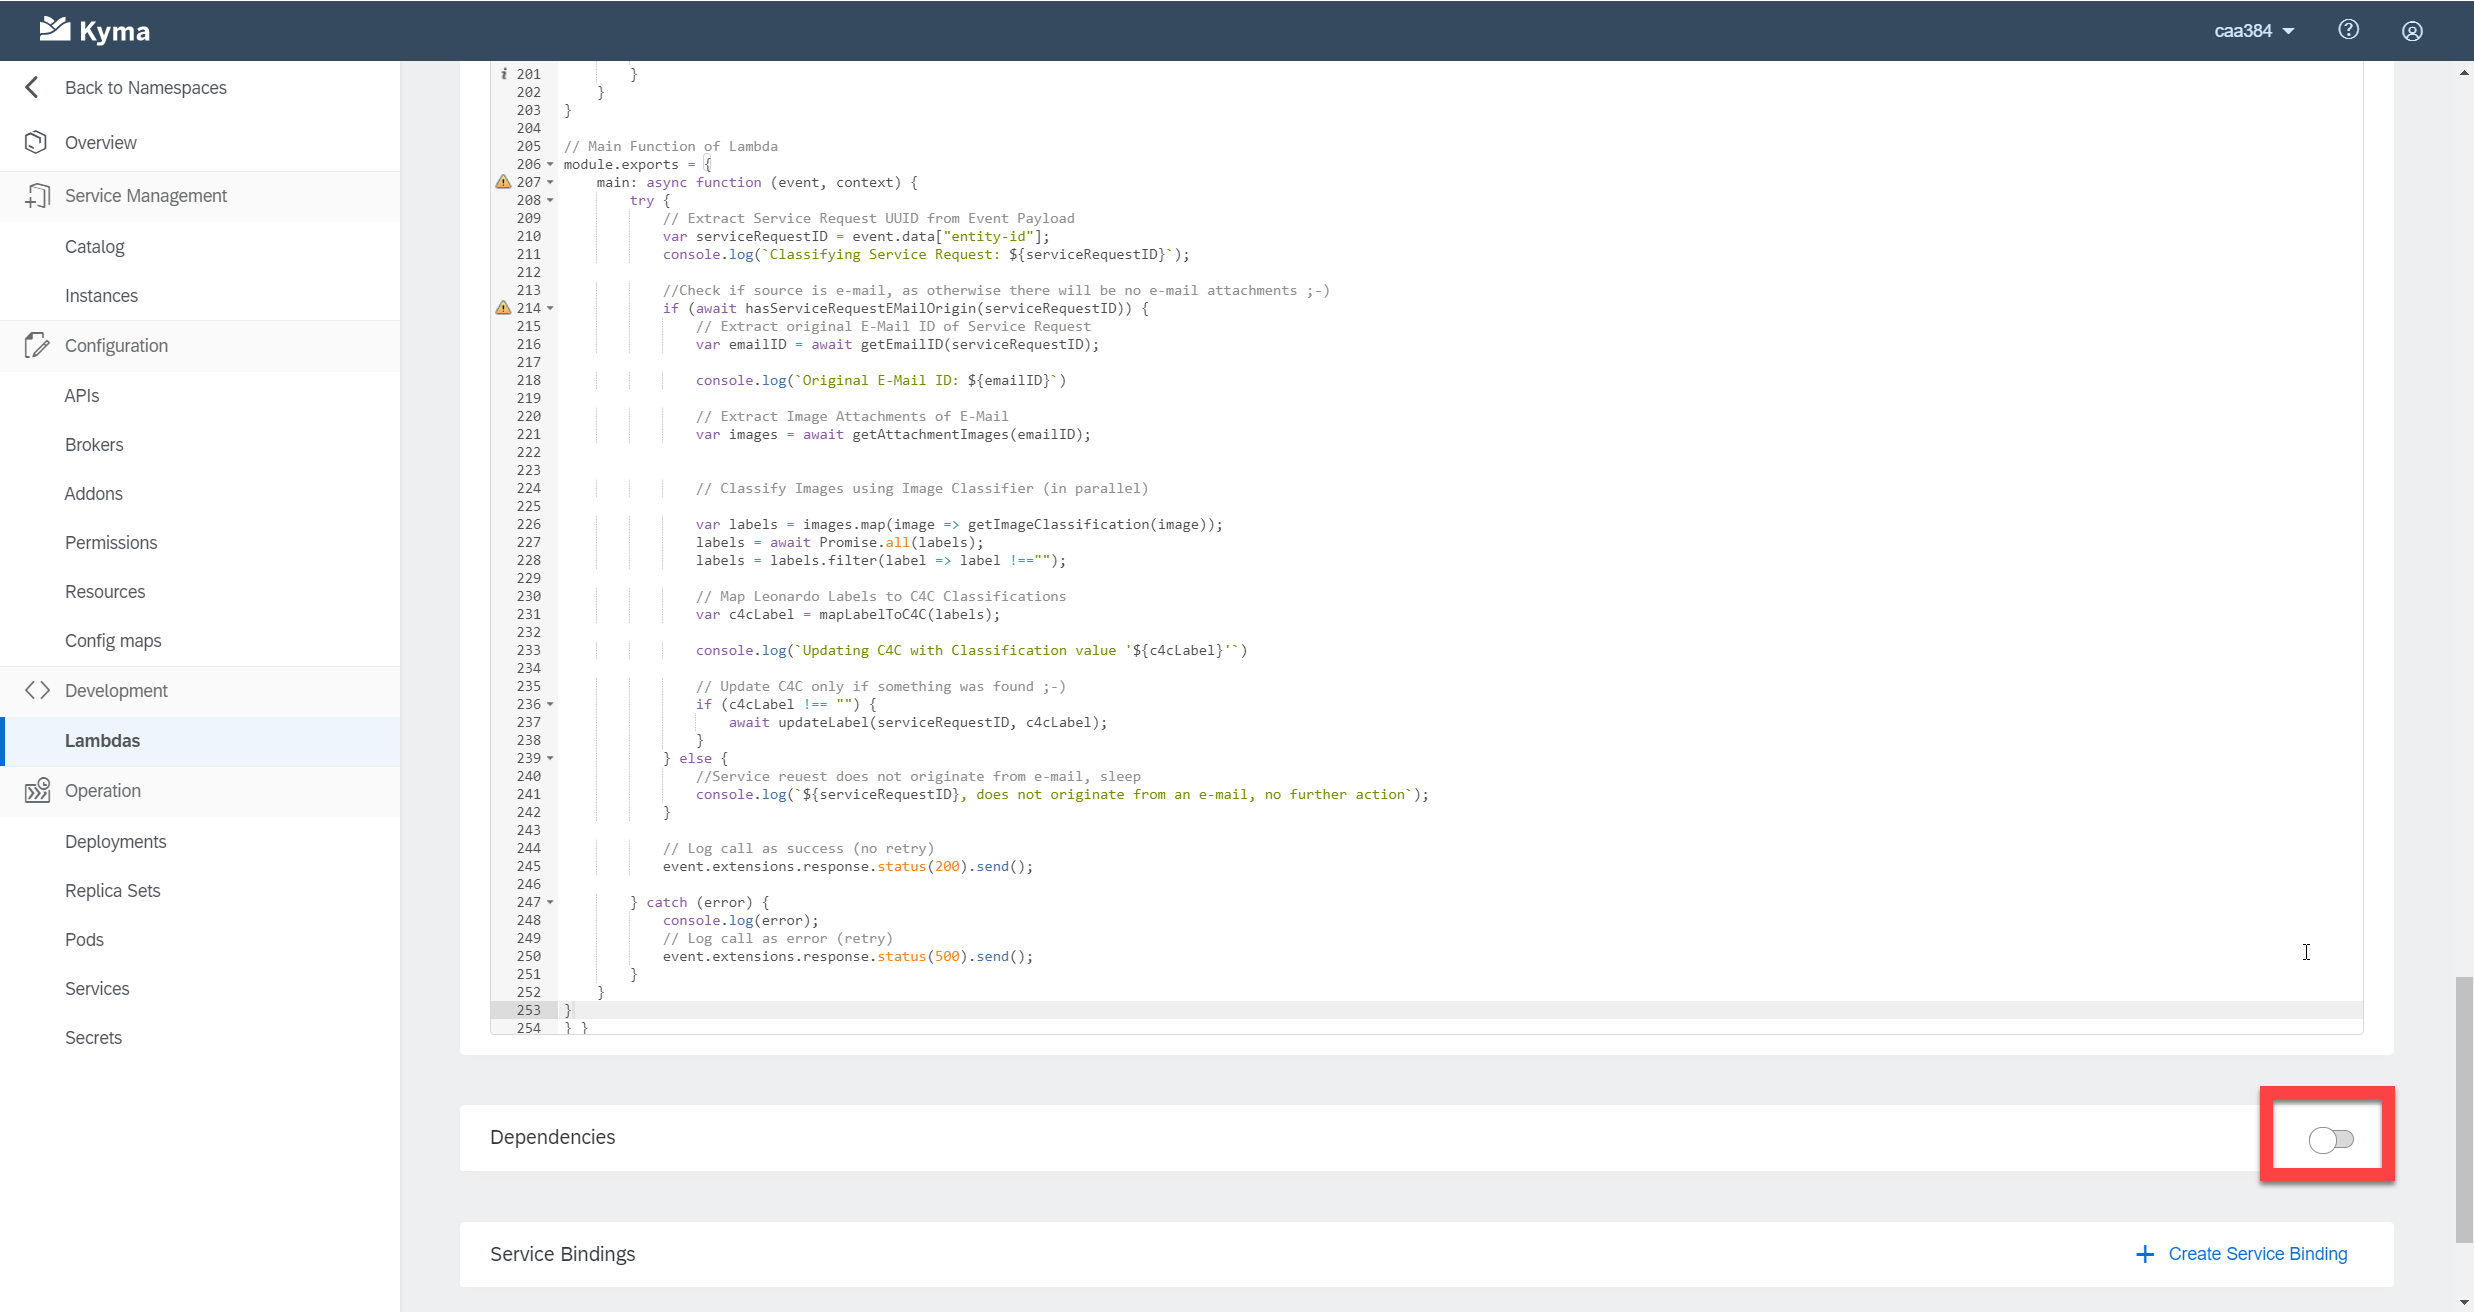 Kyma
caa384
Back to Namespaces
Overview
Service Management
Catalog
Instances
Configuration
APIs
Brokers
Addons
Permissions
Resources
Config maps
Development
Lambdas
Operation
Deployments
Replica Sets
Pods
Services
Secrets
i 201 }
202 }
203 }
204
205 // Main Function of Lambda
206 module.exports = {
207 main: async function (event, context) {
208 try {
209 // Extract Service Request UUID from Event Payload
210 var serviceRequestID = event.data["entity-id"];
211 console.log(`Classifying Service Request: ${serviceRequestID}`);
212
213 //Check if source is e-mail, as otherwise there will be no e-mail attachments ;-)
214 if (await hasServiceRequestEMailOrigin(serviceRequestID)) {
215 // Extract original E-Mail ID of Service Request
216 var emailID = await getEmailID(serviceRequestID);
217
218 console.log(`Original E-Mail ID: ${emailID}`)
219
220 // Extract Image Attachments of E-Mail
221 var images = await getAttachmentImages(emailID);
222
223
224 // Classify Images using Image Classifier (in parallel)
225
226 var labels = images.map(image => getImageClassification(image));
227 labels = await Promise.all(labels);
228 labels = labels.filter(label => label !=="");
229
230 // Map Leonardo Labels to C4C Classifications
231 var c4cLabel = mapLabelToC4C(labels);
232
233 console.log(`Updating C4C with Classification value '${c4cLabel}'`)
234
235 // Update C4C only if something was found ;-)
236 if (c4cLabel !== "") {
237 await updateLabel(serviceRequestID, c4cLabel);
238 }
239 } else {
240 //Service reuest does not originate from e-mail, sleep
241 console.log(`${serviceRequestID}, does not originate from an e-mail, no further action`);
242 }
243
244 // Log call as success (no retry)
245 event.extensions.response.status(200).send();
246
247 } catch (error) {
248 console.log(error);
249 // Log call as error (retry)
250 event.extensions.response.status(500).send();
251 }
252 }
253 }
254 } }
Dependencies
Service Bindings
+ Create Service Binding